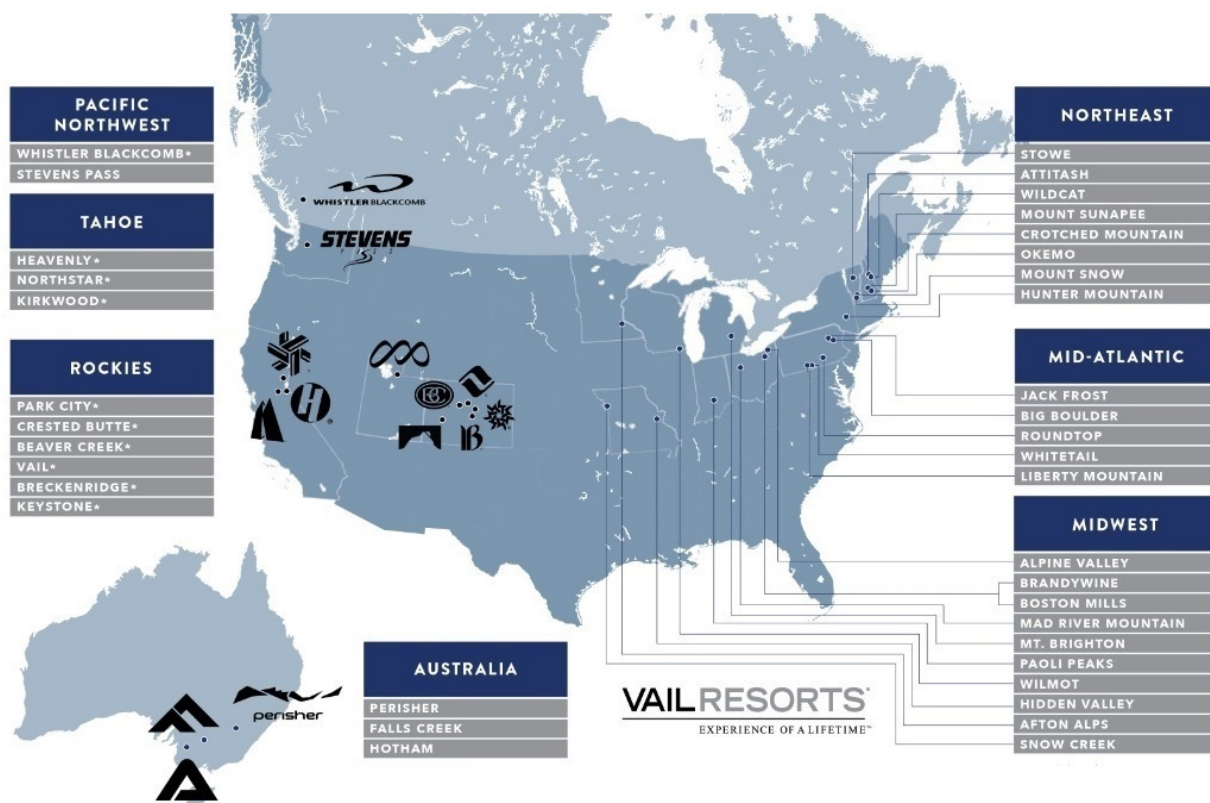 PACIFIC
NORTHWEST
WHISTLER BLACKCOMB*
STEVENS PASS
TAHOE
HEAVENLY*
NORTHSTAR*
KIRKWOOD*
ROCKIES
PARK CITY*
CRESTED BUTTE*
BEAVER CREEK*
VAIL*
BRECKENRIDGE*
KEYSTONE*
WHISTLER BLACKCOMB
STEVENS
H
B
perisher
AUSTRALIA
PERISHER
FALLS CREEK
HOTHAM
VAIL RESORTS®
EXPERIENCE OF A LIFETIME™
NORTHEAST
STOWE
ATTITASH
WILDCAT
MOUNT SUNAPEE
CROTCHED MOUNTAIN
OKEMO
MOUNT SNOW
HUNTER MOUNTAIN
MID-ATLANTIC
JACK FROST
BIG BOULDER
ROUNDTOP
WHITETAIL
LIBERTY MOUNTAIN
MIDWEST
ALPINE VALLEY
BRANDYWINE
BOSTON MILLS
MAD RIVER MOUNTAIN
MT. BRIGHTON
PAOLI PEAKS
WILMOT
HIDDEN VALLEY
AFTON ALPS
SNOW CREEK